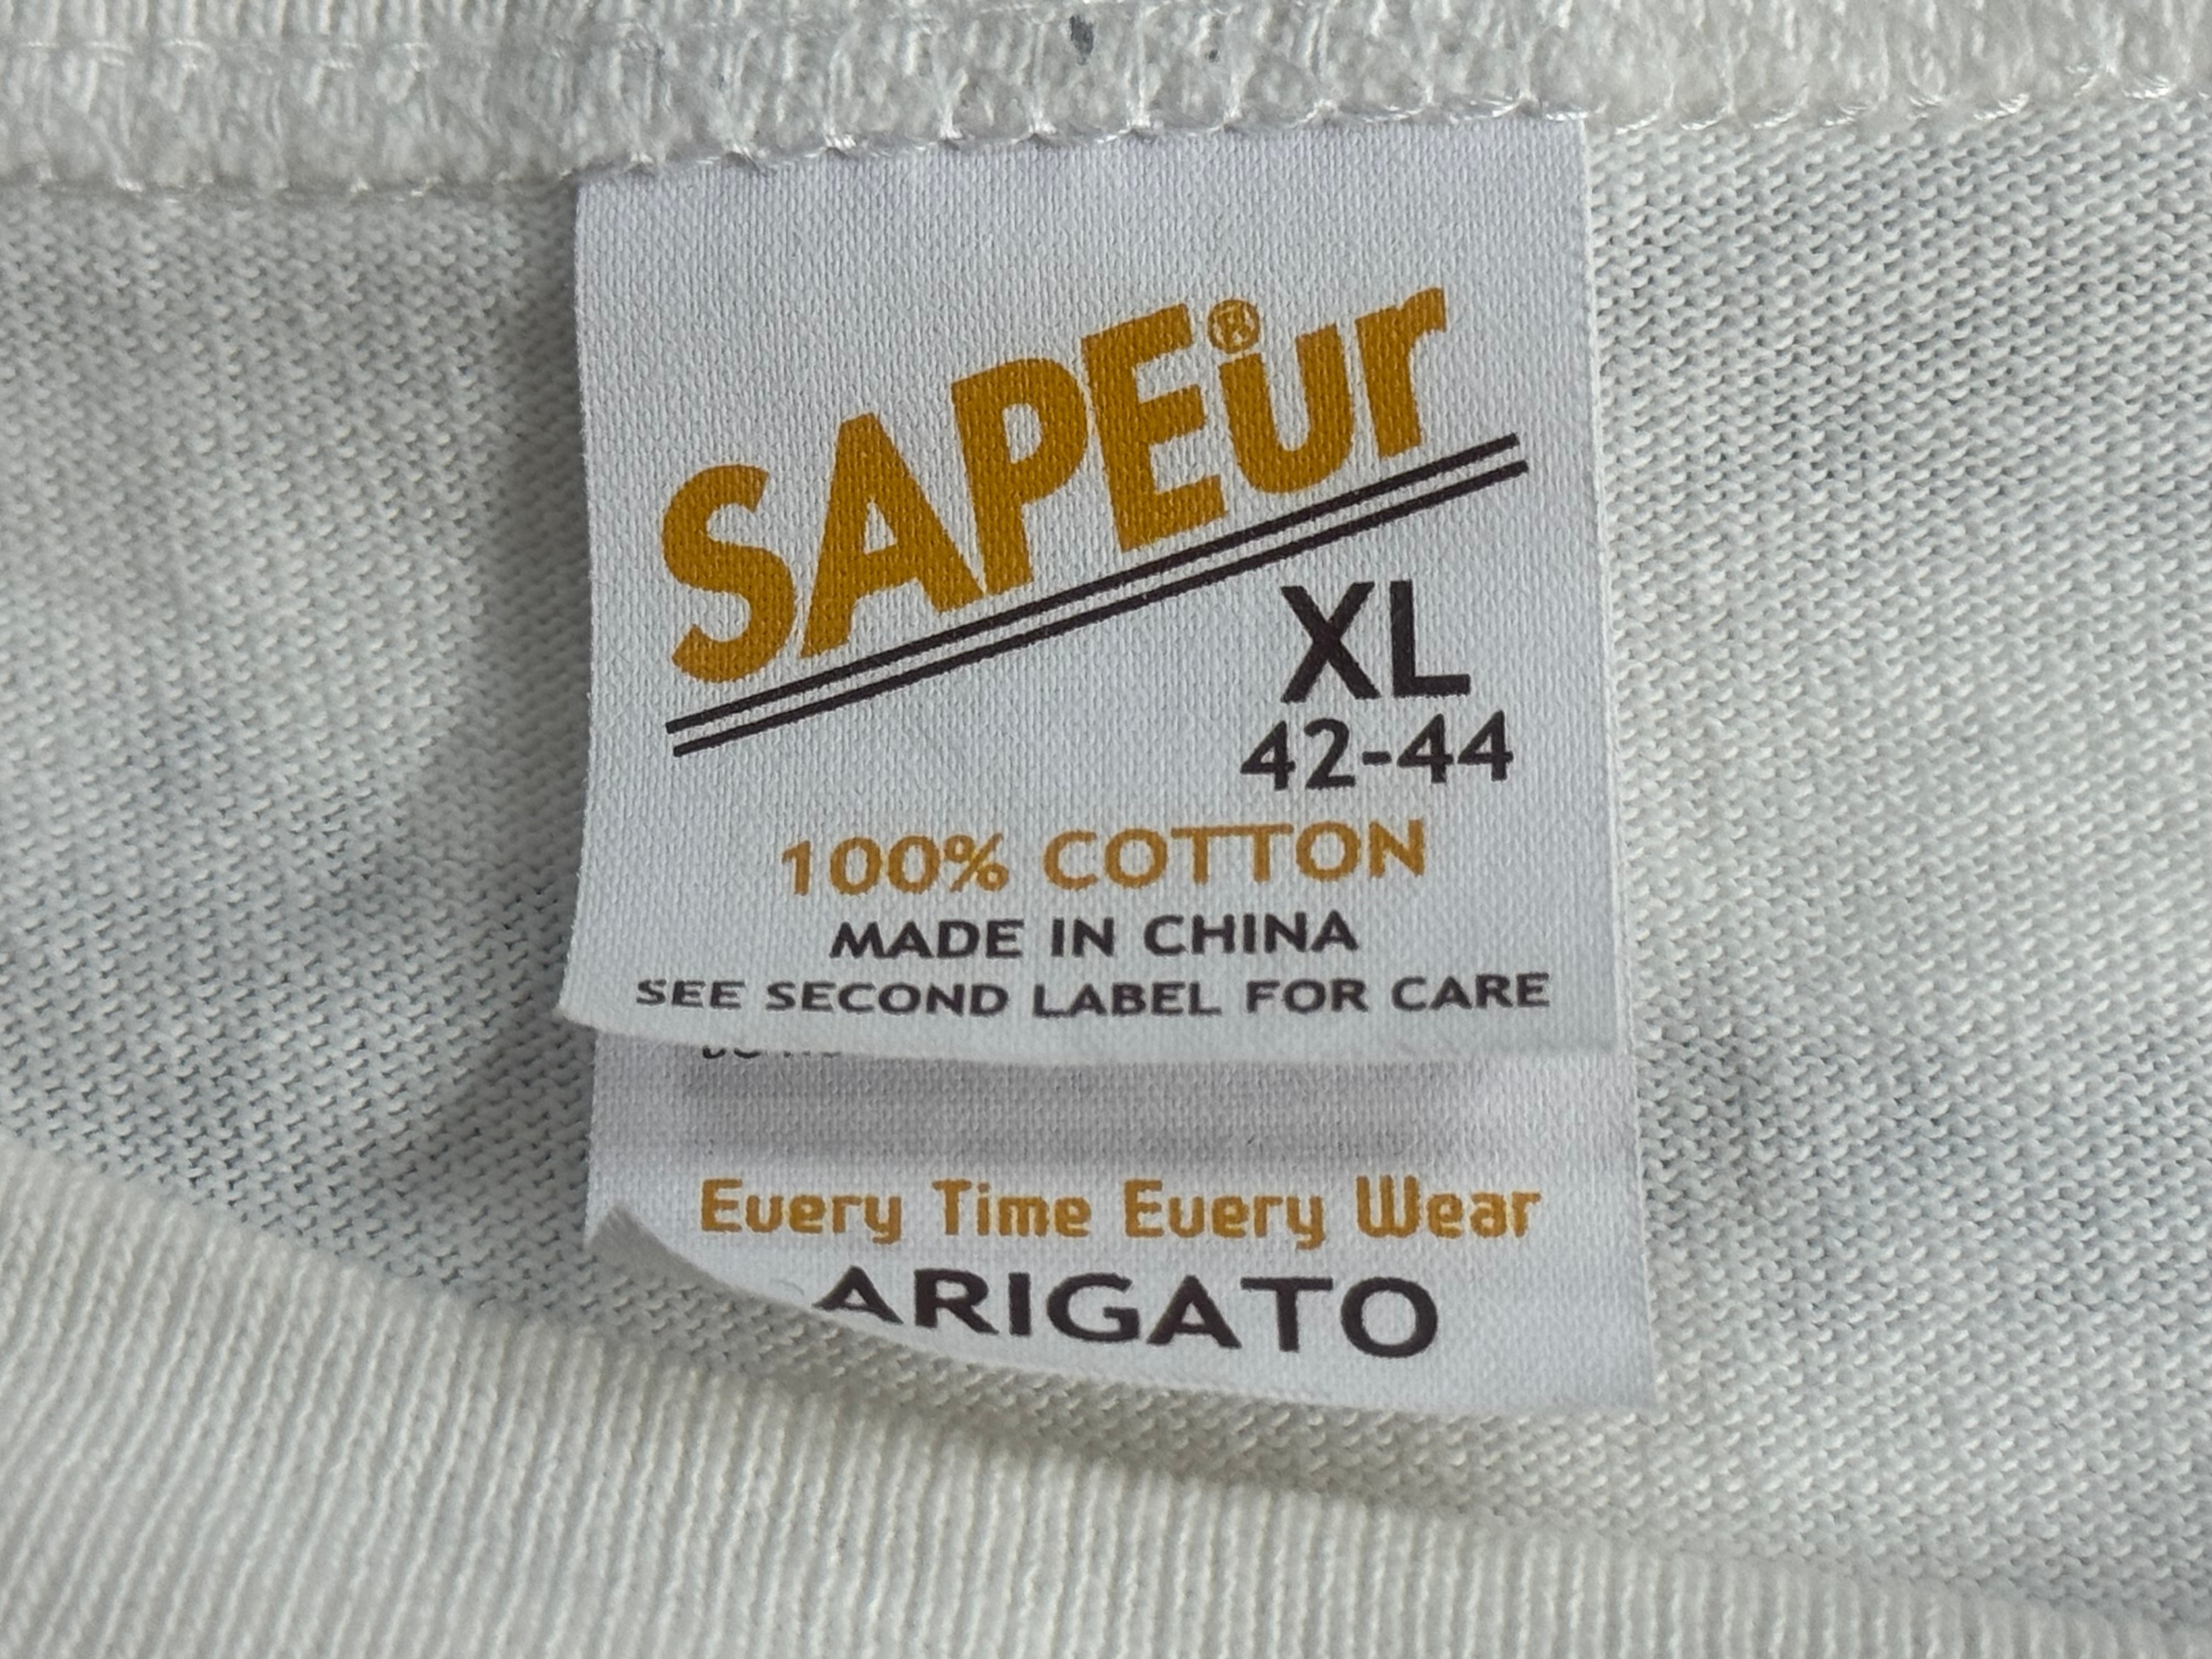 SAPEur®
XL
42-44
100% COTTON
MADE IN CHINA
SEE SECOND LABEL FOR CARE
Every Time Every Wear
ARIGATO